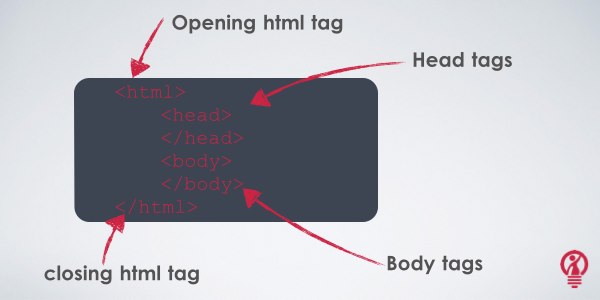 Opening html tag
Head tags
<html>
<head>
</head>
<body>
</body>
</html>
closing html tag
Body tags